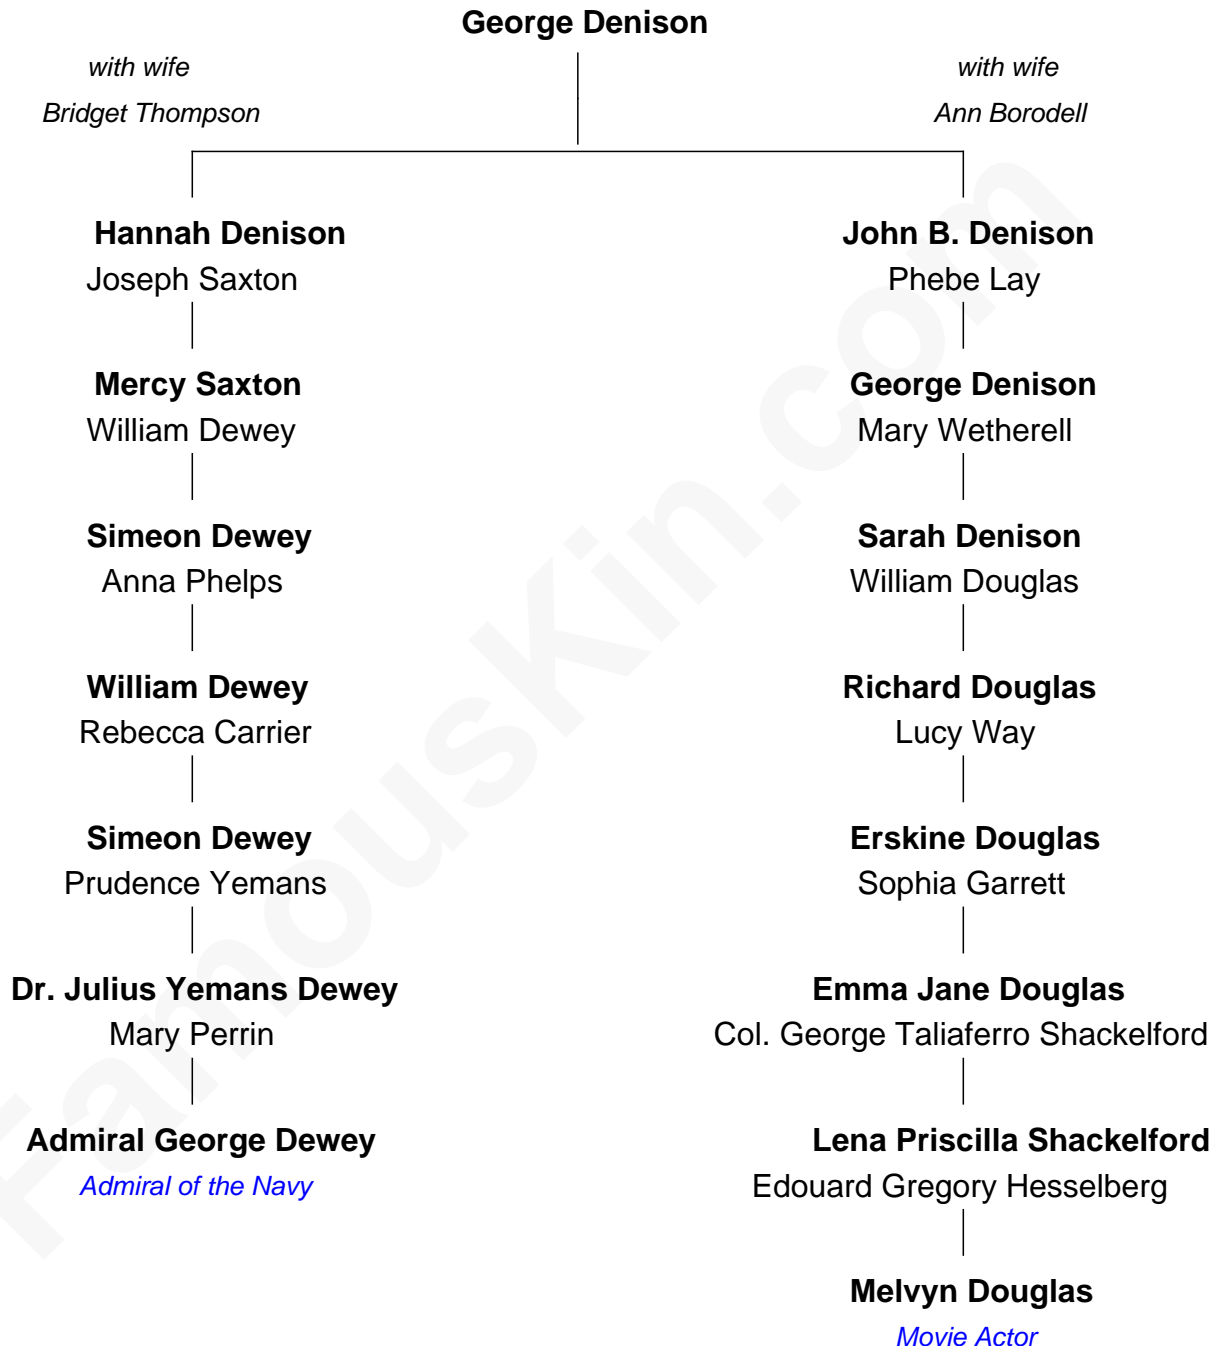 George Denison
with wife
Bridget Thompson
with wife
Ann Borodell
Hannah Denison
Joseph Saxton
John B. Denison
Phebe Lay
Mercy Saxton
William Dewey
George Denison
Mary Wetherell
Simeon Dewey
Anna Phelps
Sarah Denison
William Douglas
William Dewey
Rebecca Carrier
Richard Douglas
Lucy Way
Simeon Dewey
Prudence Yemans
Erskine Douglas
Sophia Garrett
Dr. Julius Yemans Dewey
Mary Perrin
Emma Jane Douglas
Col. George Taliaferro Shackelford
Admiral George Dewey
Admiral of the Navy
Lena Priscilla Shackelford
Edouard Gregory Hesselberg
Melvyn Douglas
Movie Actor
FamousKin.com